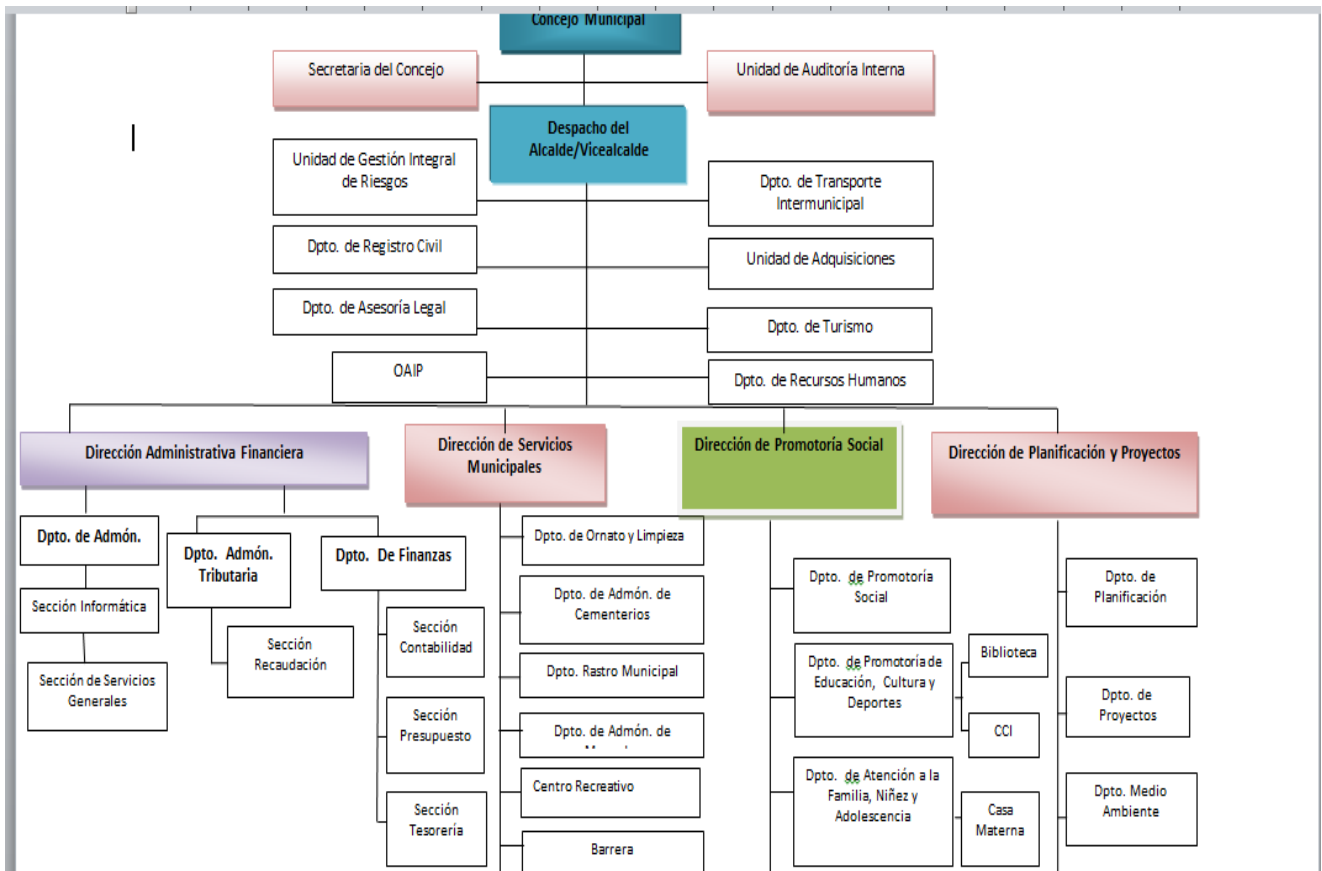 Concejo Municipal
Secretaria del Concejo
Unidad de Auditoría Interna
Despacho del
Alcalde/Vicealcalde
Unidad de Gestión Integral
de Riesgos
Dpto. de Transporte
Intermunicipal
Dpto. de Registro Civil
Unidad de Adquisiciones
Dpto. de Asesoría Legal
Dpto. de Turismo
OAIP
Dpto. de Recursos Humanos
Dirección Administrativa Financiera
Dirección de Servicios
Municipales
Dirección de Promotoría Social
Dirección de Planificación y Proyectos
Dpto. de Admón.
Sección Informática
Sección de Servicios
Generales
Dpto. Admón.
Tributaria
Sección
Recaudación
Dpto. De Finanzas
Sección
Contabilidad
Sección
Presupuesto
Sección
Tesorería
Dpto. de Ornato y Limpieza
Dpto. de Admón. de
Cementerios
Dpto. Rastro Municipal
Dpto. de Admón. de
Centro Recreativo
Barrera
Dpto. de Promotoría
Social
Dpto. de Promotoría de
Educación, Cultura y
Deportes
Biblioteca
CCI
Dpto. de Atención a la
Familia, Niñez y
Adolescencia
Casa
Materna
Dpto. de
Planificación
Dpto. de
Proyectos
Dpto. Medio
Ambiente